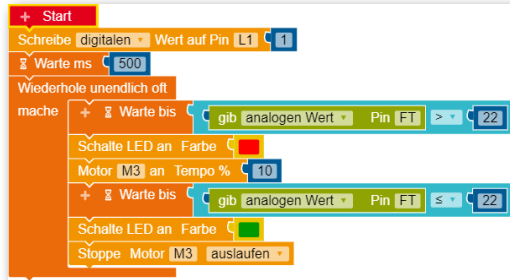 + Start
Schreibe digitalen Wert auf Pin L1 1
Warte ms 500
Wiederhole unendlich oft
mache + Warte bis gib analogen Wert Pin FT > 22
Schalte LED an Farbe
Motor M3 an Tempo % 10
+ Warte bis gib analogen Wert Pin FT ≤ 22
Schalte LED an Farbe
Stoppe Motor M3 auslaufen